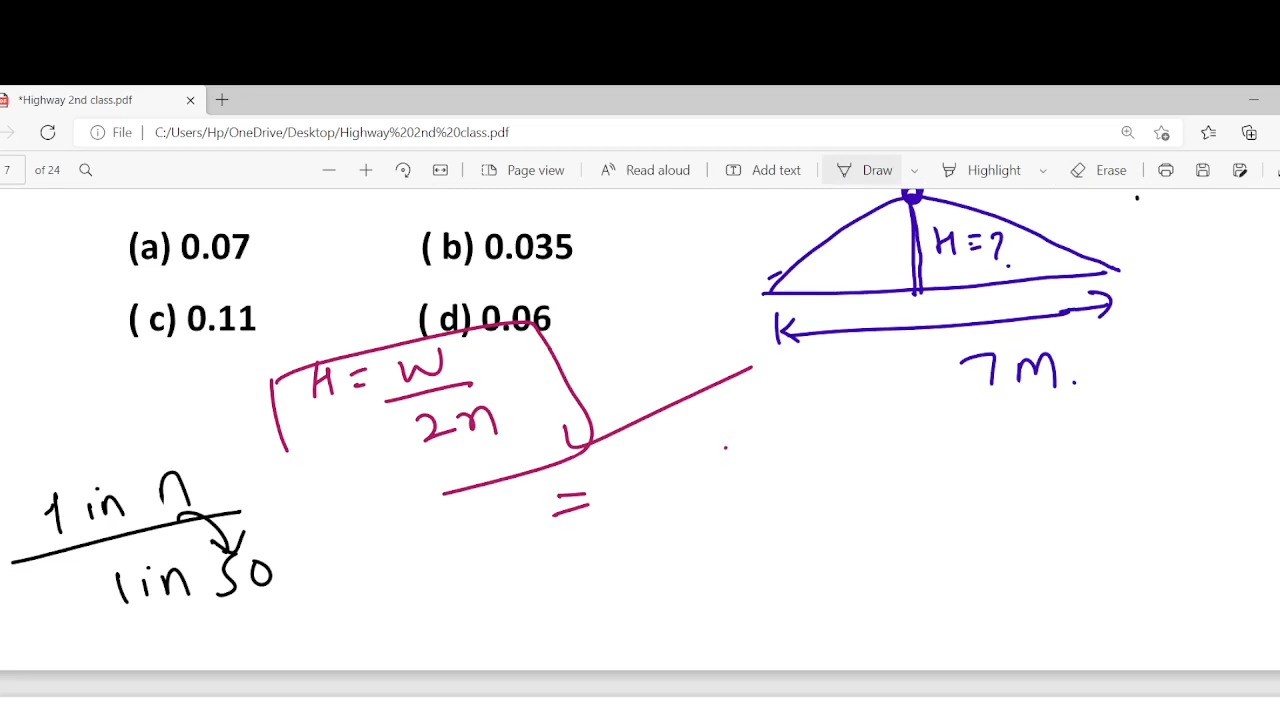 *Highway 2nd class.pdf
File C:/Users/Hp/OneDrive/Desktop/Highway%202nd%20class.pdf
7 of 24 Page view Read aloud Add text Draw Highlight Erase
H = ?
(a) 0.07 ( b) 0.035
( c) 0.11 ( d) 0.06
7 M.
H = W
2n
=
1 in n
1 in 50